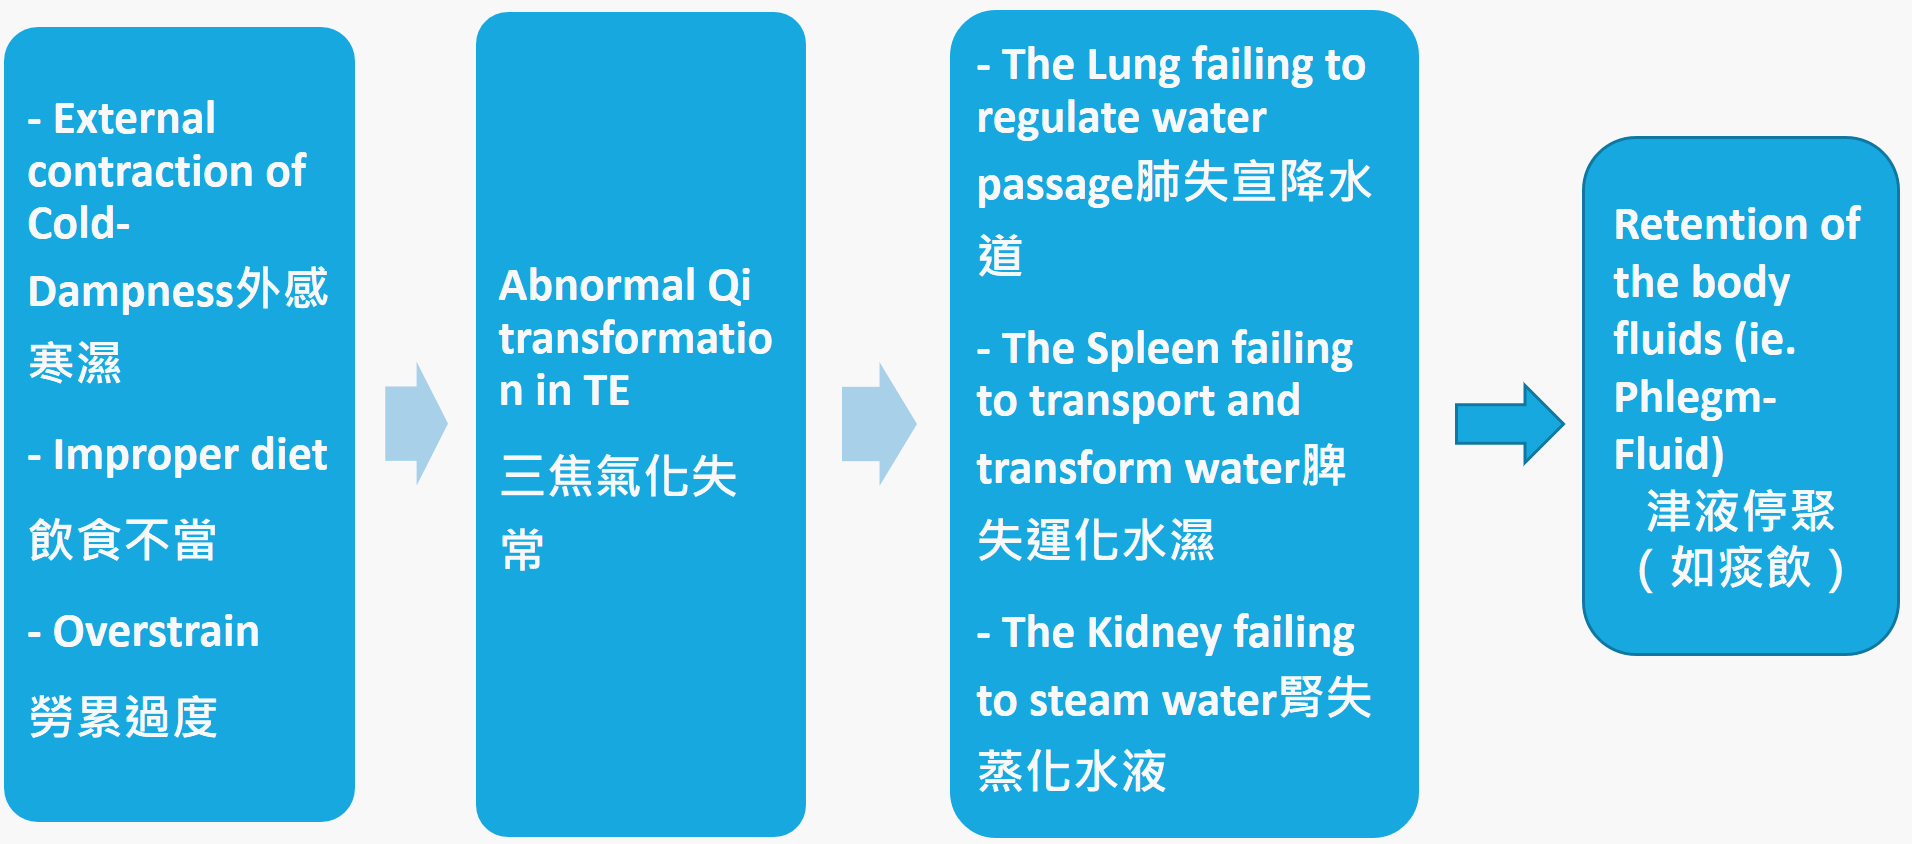 - External
contraction of
Cold-
Dampness外感
寒濕
- Improper diet
飲食不當
- Overstrain
勞累過度
Abnormal Qi
transformatio
n in TE
三焦氣化失
常
- The Lung failing to
regulate water
passage肺失宣降水
道
- The Spleen failing
to transport and
transform water脾
失運化水濕
- The Kidney failing
to steam water腎失
蒸化水液
Retention of
the body
fluids (ie.
Phlegm-
Fluid)
津液停聚
（如痰飲）